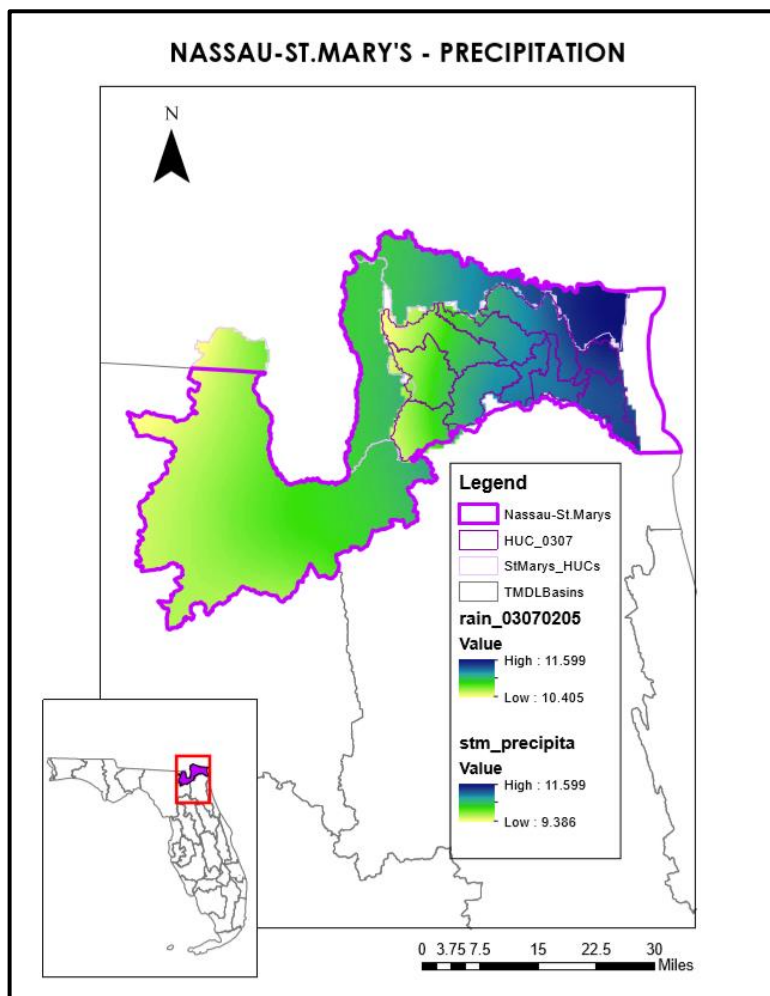 NASSAU-ST.MARY'S - PRECIPITATION
N
Legend
Nassau-St.Marys
HUC_0307
StMarys_HUCs
TMDLBasins
rain_03070205
Value
High : 11.599
Low : 10.405
stm_precipita
Value
High : 11.599
Low : 9.386
0 3.75 7.5 15 22.5 30
Miles